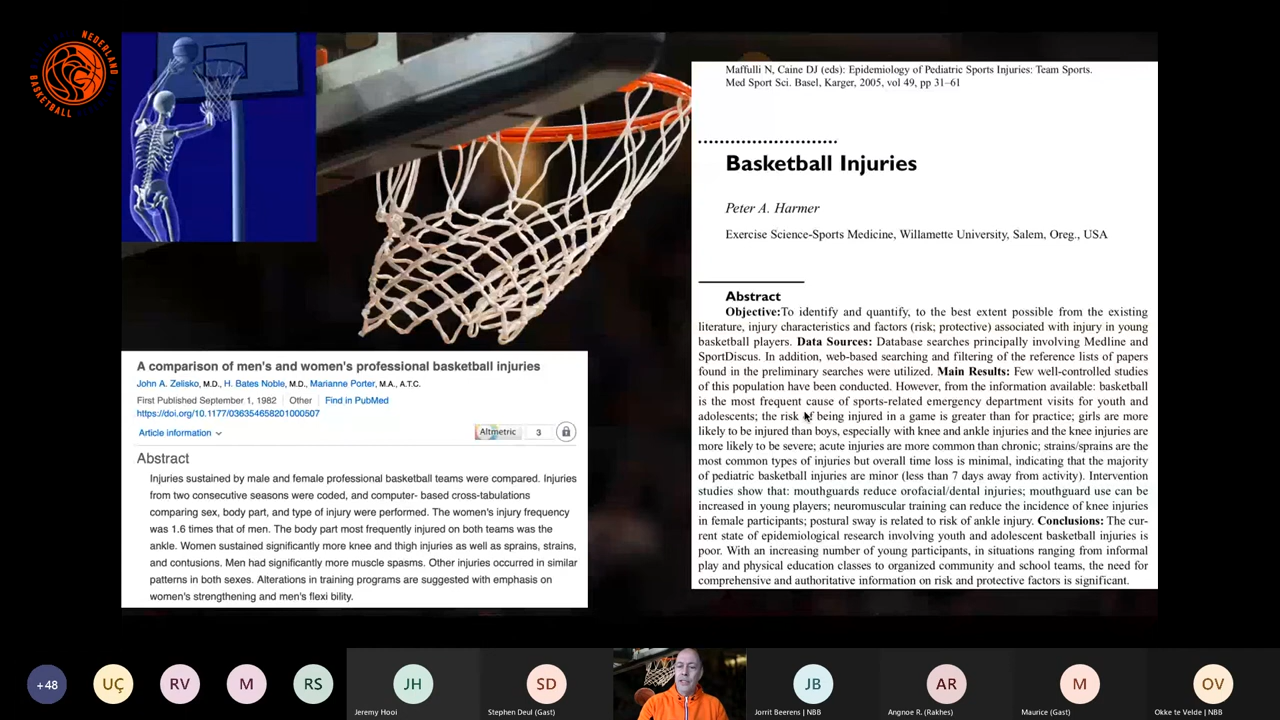 NEDERLAND
BASKETBALL
Maffulli N, Caine DJ (eds): Epidemiology of Pediatric Sports Injuries: Team Sports.
Med Sport Sci. Basel, Karger, 2005, vol 49, pp 31–61
Basketball Injuries
Peter A. Harmer
Exercise Science-Sports Medicine, Willamette University, Salem, Oreg., USA
Abstract
Objective:To identify and quantify, to the best extent possible from the existing
literature, injury characteristics and factors (risk; protective) associated with injury in young
basketball players. Data Sources: Database searches principally involving Medline and
SportDiscus. In addition, web-based searching and filtering of the reference lists of papers
found in the preliminary searches were utilized. Main Results: Few well-controlled studies
of this population have been conducted. However, from the information available: basketball
is the most frequent cause of sports-related emergency department visits for youth and
adolescents; the risk of being injured in a game is greater than for practice; girls are more
likely to be injured than boys, especially with knee and ankle injuries and the knee injuries are
more likely to be severe; acute injuries are more common than chronic; strains/sprains are the
most common types of injuries but overall time loss is minimal, indicating that the majority
of pediatric basketball injuries are minor (less than 7 days away from activity). Intervention
studies show that: mouthguards reduce orofacial/dental injuries; mouthguard use can be
increased in young players; neuromuscular training can reduce the incidence of knee injuries
in female participants; postural sway is related to risk of ankle injury. Conclusions: The cur-
rent state of epidemiological research involving youth and adolescent basketball injuries is
poor. With an increasing number of young participants, in situations ranging from informal
play and physical education classes to organized community and school teams, the need for
comprehensive and authoritative information on risk and protective factors is significant.
A comparison of men's and women's professional basketball injuries
John A. Zelisko, M.D., H. Bates Noble, M.D., Marianne Porter, M.A., A.T.C.
First Published September 1, 1982 Other Find in PubMed
https://doi.org/10.1177/036354658201000507
Article information
Altmetric 3
Abstract
Injuries sustained by male and female professional basketball teams were compared. Injuries
from two consecutive seasons were coded, and computer- based cross-tabulations
comparing sex, body part, and type of injury were performed. The women's injury frequency
was 1.6 times that of men. The body part most frequently injured on both teams was the
ankle. Women sustained significantly more knee and thigh injuries as well as sprains, strains,
and contusions. Men had significantly more muscle spasms. Other injuries occurred in similar
patterns in both sexes. Alterations in training programs are suggested with emphasis on
women's strengthening and men's flexi bility.
+48 UÇ RV M RS JH SD JB AR M OV
Jeremy Hooi Stephen Deul (Gast) Jorrit Beerens | NBB Angnoe R. (Rakhes) Maurice (Gast) Okke te Velde | NBB